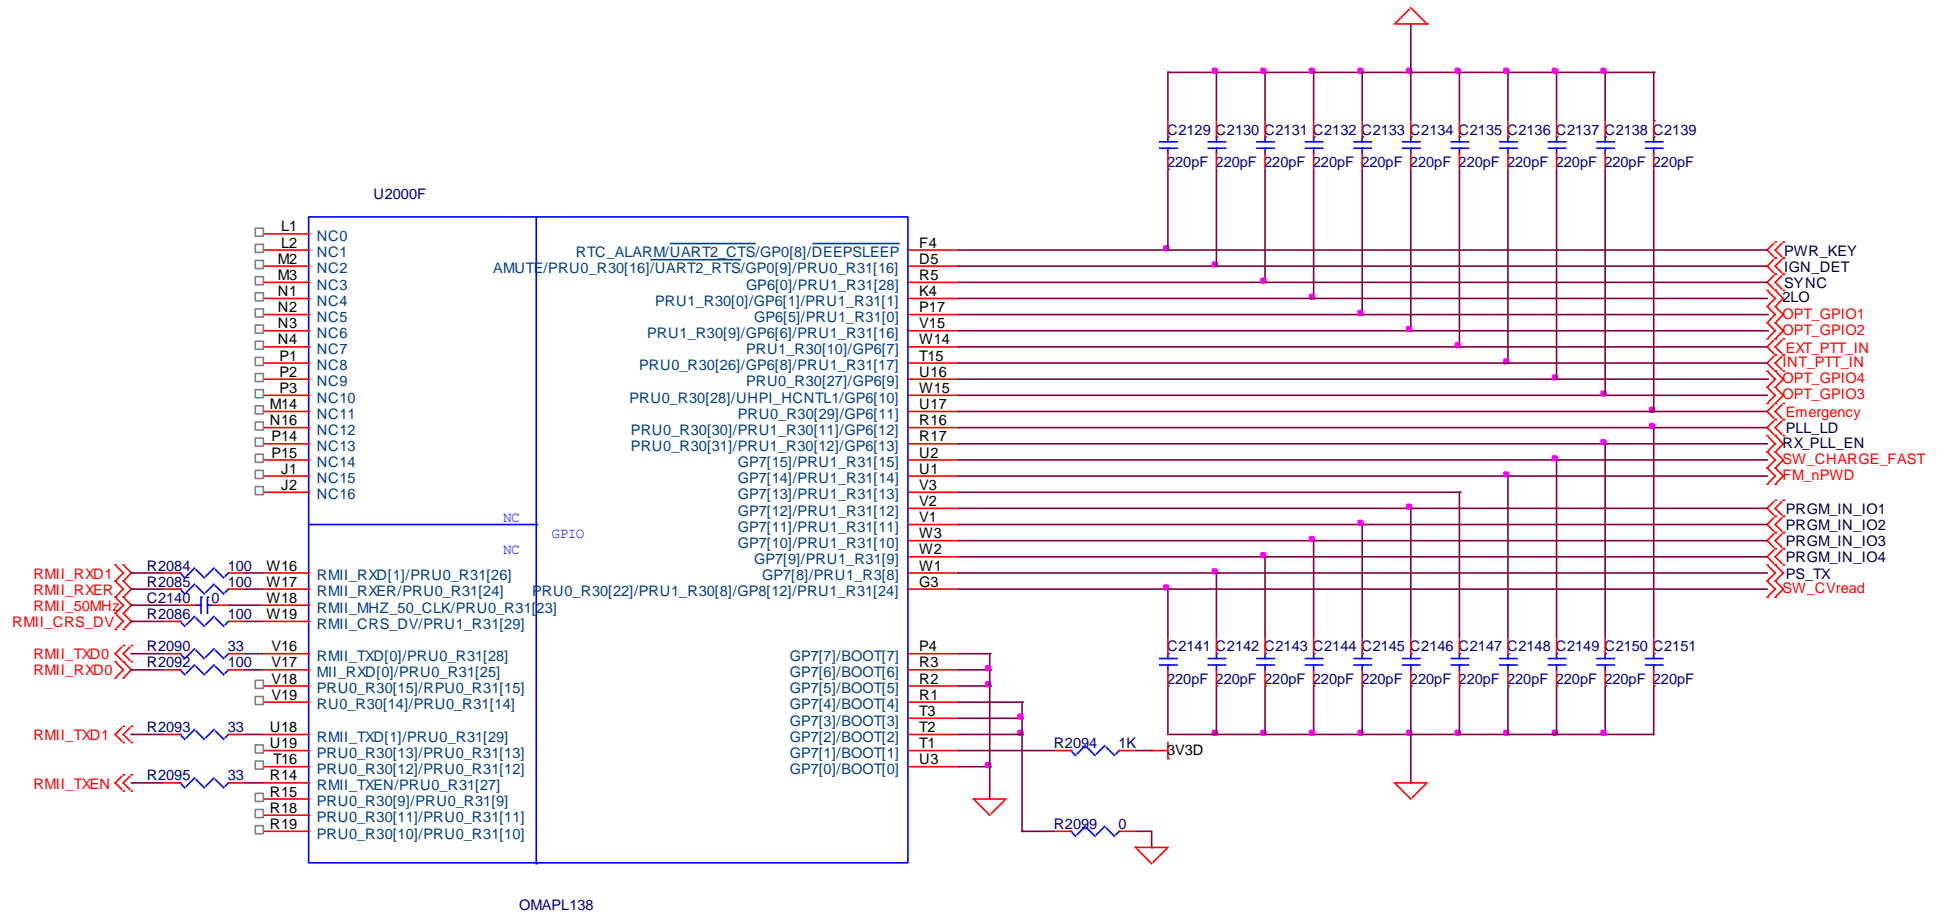 C2129 C2130 C2131 C2132 C2133 C2134 C2135 C2136 C2137 C2138 C2139
220pF 220pF 220pF 220pF 220pF 220pF 220pF 220pF 220pF 220pF 220pF
U2000F
L1 NC0
L2 NC1
M2 NC2
M3 NC3
N1 NC4
N2 NC5
N3 NC6
N4 NC7
P1 NC8
P2 NC9
P3 NC10
M14 NC11
N16 NC12
P14 NC13
P15 NC14
J1 NC15
J2 NC16
NC
GPIO
NC
RMII_RXD1 R2084 100 W16 RMII_RXD[1]/PRU0_R31[26]
RMII_RXER R2085 100 W17 RMII_RXER/PRU0_R31[24]
RMII_50MHz C2140 0 W18 RMII_MHZ_50_CLK/PRU0_R31[23]
RMII_CRS_DV R2086 100 W19 RMII_CRS_DV/PRU1_R31[29]
RMII_TXD0 R2090 33 V16 RMII_TXD[0]/PRU0_R31[28]
RMII_RXD0 R2092 100 V17 MII_RXD[0]/PRU0_R31[25]
V18 PRU0_R30[15]/RPU0_R31[15]
V19 RU0_R30[14]/PRU0_R31[14]
RMII_TXD1 R2093 33 U18 RMII_TXD[1]/PRU0_R31[29]
U19 PRU0_R30[13]/PRU0_R31[13]
T16 PRU0_R30[12]/PRU0_R31[12]
RMII_TXEN R2095 33 R14 RMII_TXEN/PRU0_R31[27]
R15 PRU0_R30[9]/PRU0_R31[9]
R18 PRU0_R30[11]/PRU0_R31[11]
R19 PRU0_R30[10]/PRU0_R31[10]
RTC_ALARM/UART2_CTS/GP0[8]/DEEPSLEEP F4 PWR_KEY
AMUTE/PRU0_R30[16]/UART2_RTS/GP0[9]/PRU0_R31[16] D5 IGN_DET
GP6[0]/PRU1_R31[28] R5 SYNC
PRU1_R30[0]/GP6[1]/PRU1_R31[1] K4 2LO
GP6[5]/PRU1_R31[0] P17 OPT_GPIO1
PRU1_R30[9]/GP6[6]/PRU1_R31[16] V15 OPT_GPIO2
PRU1_R30[10]/GP6[7] W14 EXT_PTT_IN
PRU0_R30[26]/GP6[8]/PRU1_R31[17] T15 INT_PTT_IN
PRU0_R30[27]/GP6[9] U16 OPT_GPIO4
PRU0_R30[28]/UHPI_HCNTL1/GP6[10] W15 OPT_GPIO3
PRU0_R30[29]/GP6[11] U17 Emergency
PRU0_R30[30]/PRU1_R30[11]/GP6[12] R16 PLL_LD
PRU0_R30[31]/PRU1_R30[12]/GP6[13] R17 RX_PLL_EN
GP7[15]/PRU1_R31[15] U2 SW_CHARGE_FAST
GP7[14]/PRU1_R31[14] U1 FM_nPWD
GP7[13]/PRU1_R31[13] V3
GP7[12]/PRU1_R31[12] V2 PRGM_IN_IO1
GP7[11]/PRU1_R31[11] V1 PRGM_IN_IO2
GP7[10]/PRU1_R31[10] W3 PRGM_IN_IO3
GP7[9]/PRU1_R31[9] W2 PRGM_IN_IO4
GP7[8]/PRU1_R3[8] W1 PS_TX
PRU0_R30[22]/PRU1_R30[8]/GP8[12]/PRU1_R31[24] G3 SW_CVread
C2141 C2142 C2143 C2144 C2145 C2146 C2147 C2148 C2149 C2150 C2151
220pF 220pF 220pF 220pF 220pF 220pF 220pF 220pF 220pF 220pF 220pF
GP7[7]/BOOT[7] P4
GP7[6]/BOOT[6] R3
GP7[5]/BOOT[5] R2
GP7[4]/BOOT[4] R1
GP7[3]/BOOT[3] T3
GP7[2]/BOOT[2] T2
GP7[1]/BOOT[1] T1 R2094 1K 3V3D
GP7[0]/BOOT[0] U3
R2099 0
OMAPL138